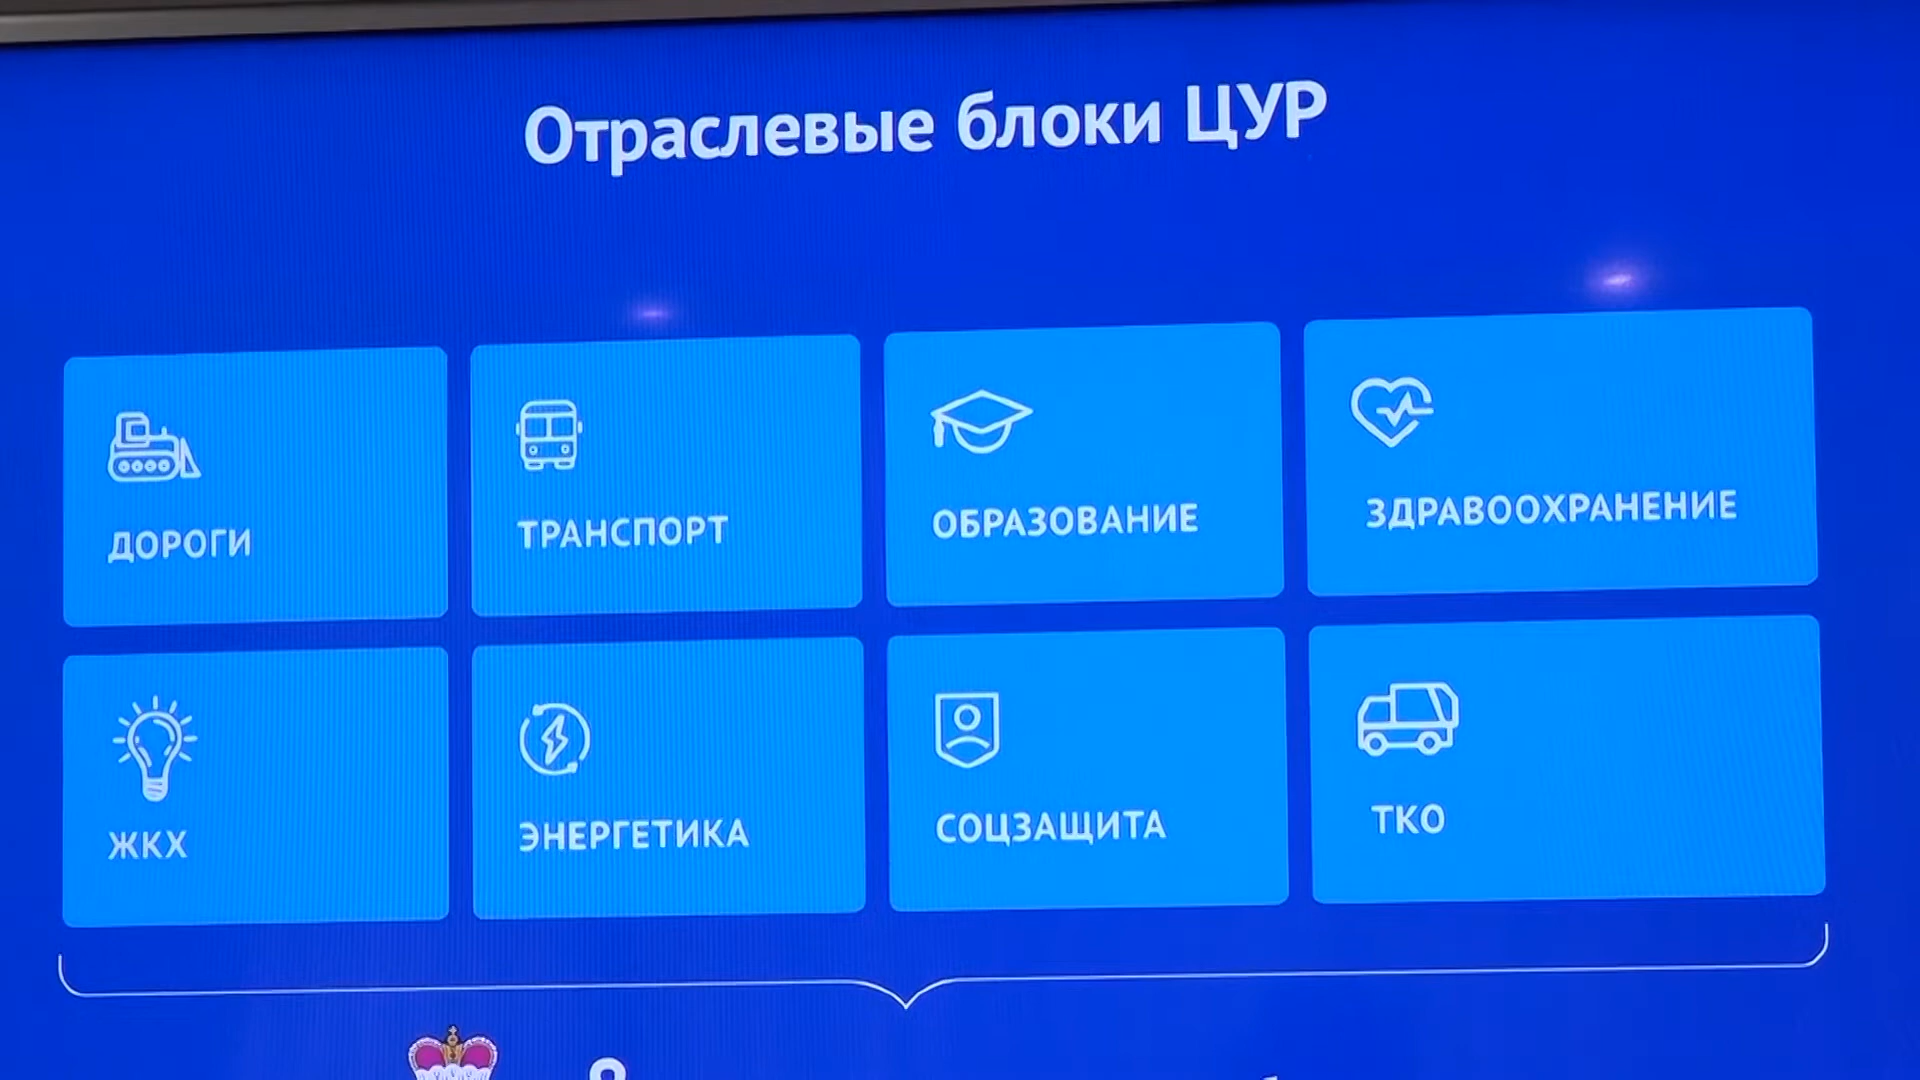 Отраслевые блоки ЦУР
ДОРОГИ
ТРАНСПОРТ
ОБРАЗОВАНИЕ
ЗДРАВООХРАНЕНИЕ
ЖКХ
ЭНЕРГЕТИКА
СОЦЗАЩИТА
ТКО